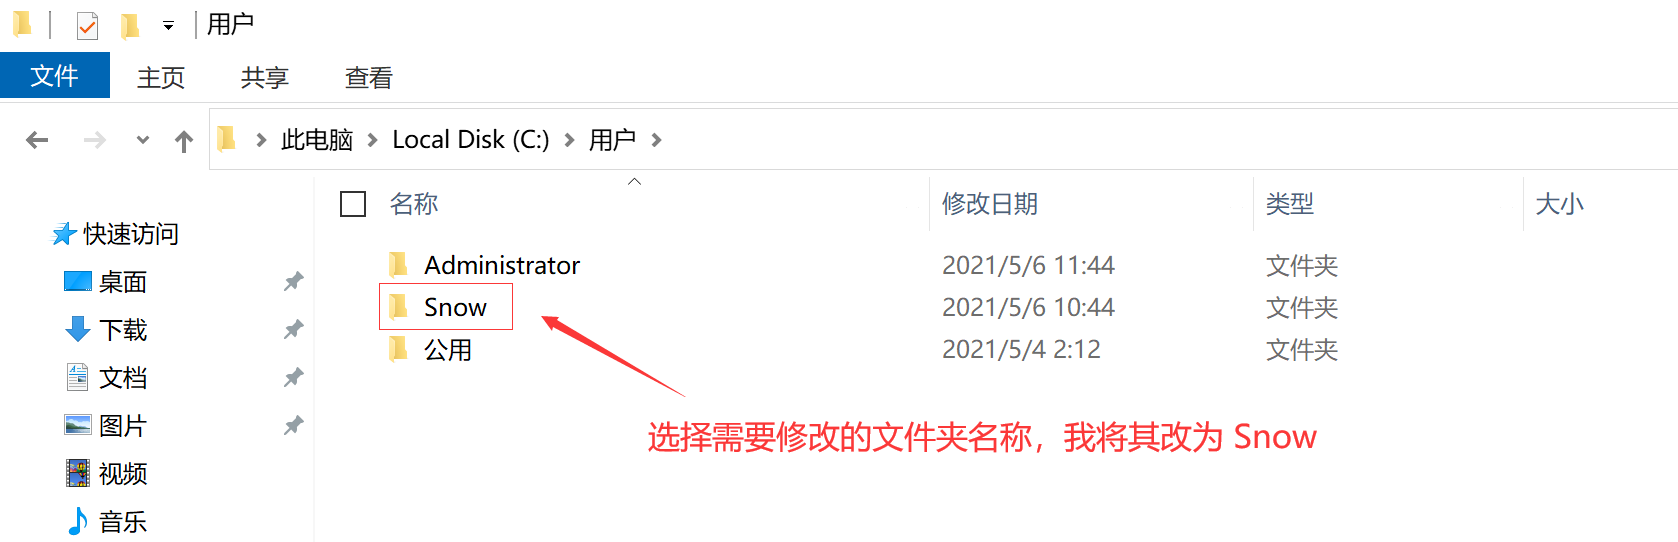 用户
文件 主页 共享 查看
此电脑 Local Disk (C:) 用户
名称 修改日期 类型 大小
快速访问
桌面
下载
文档
图片
视频
音乐
Administrator 2021/5/6 11:44 文件夹
Snow 2021/5/6 10:44 文件夹
公用 2021/5/4 2:12 文件夹
选择需要修改的文件夹名称，我将其改为 Snow